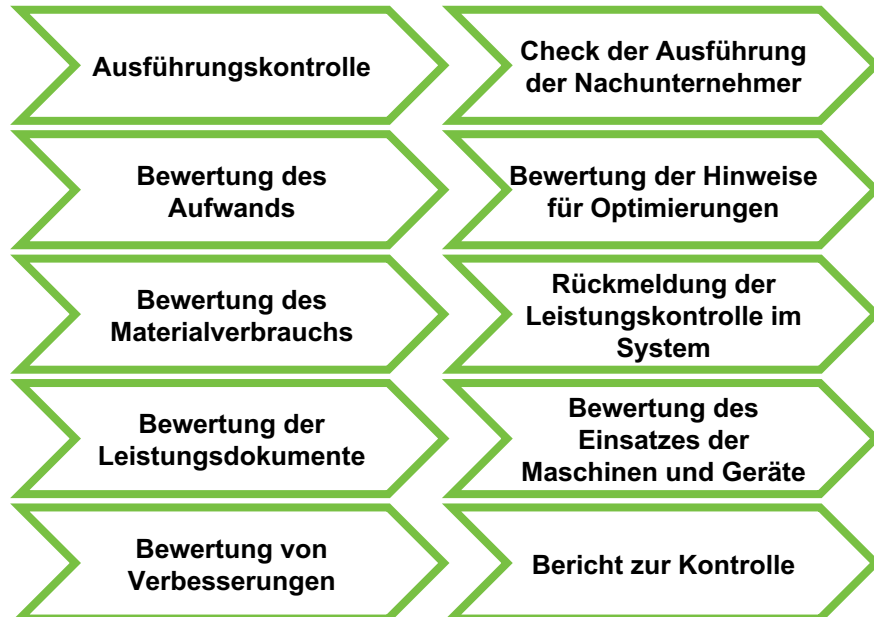 Ausführungskontrolle
Check der Ausführung
der Nachunternehmer
Bewertung des
Aufwands
Bewertung der Hinweise
für Optimierungen
Bewertung des
Materialverbrauchs
Rückmeldung der
Leistungskontrolle im
System
Bewertung der
Leistungsdokumente
Bewertung des
Einsatzes der
Maschinen und Geräte
Bewertung von
Verbesserungen
Bericht zur Kontrolle